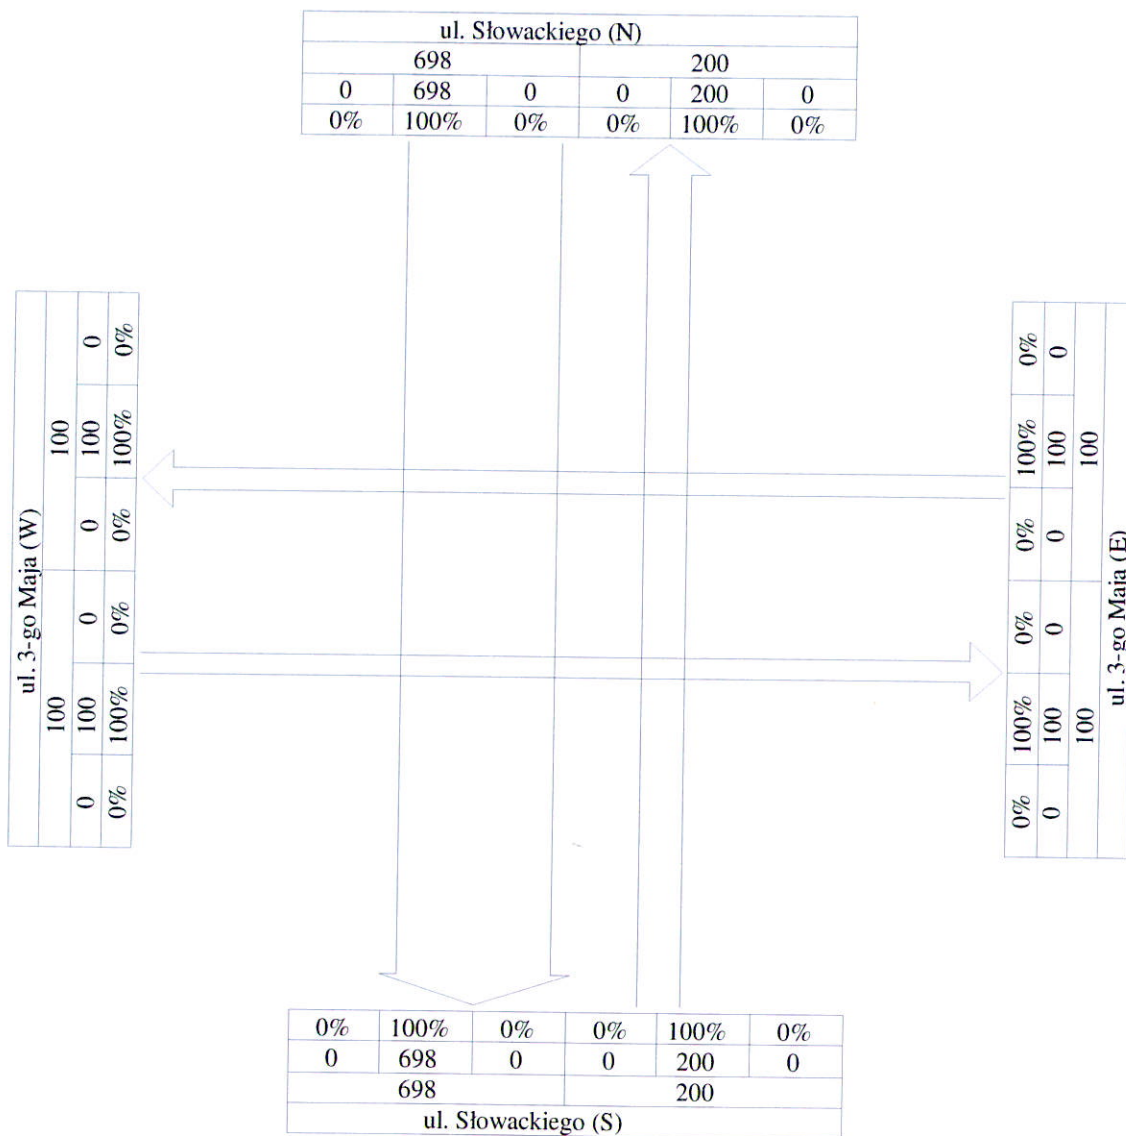 ul. Słowackiego (N)
698 200
0 698 0 0 200 0
0% 100% 0% 0% 100% 0%
ul. 3-go Maja (W)
100 100
0 100 0 0 100 0
0% 100% 0% 0% 100% 0%
0% 100% 0% 0% 100% 0%
0 100 0 0 100 0
100 100
ul. 3-go Maja (E)
0% 100% 0% 0% 100% 0%
0 698 0 0 200 0
698 200
ul. Słowackiego (S)